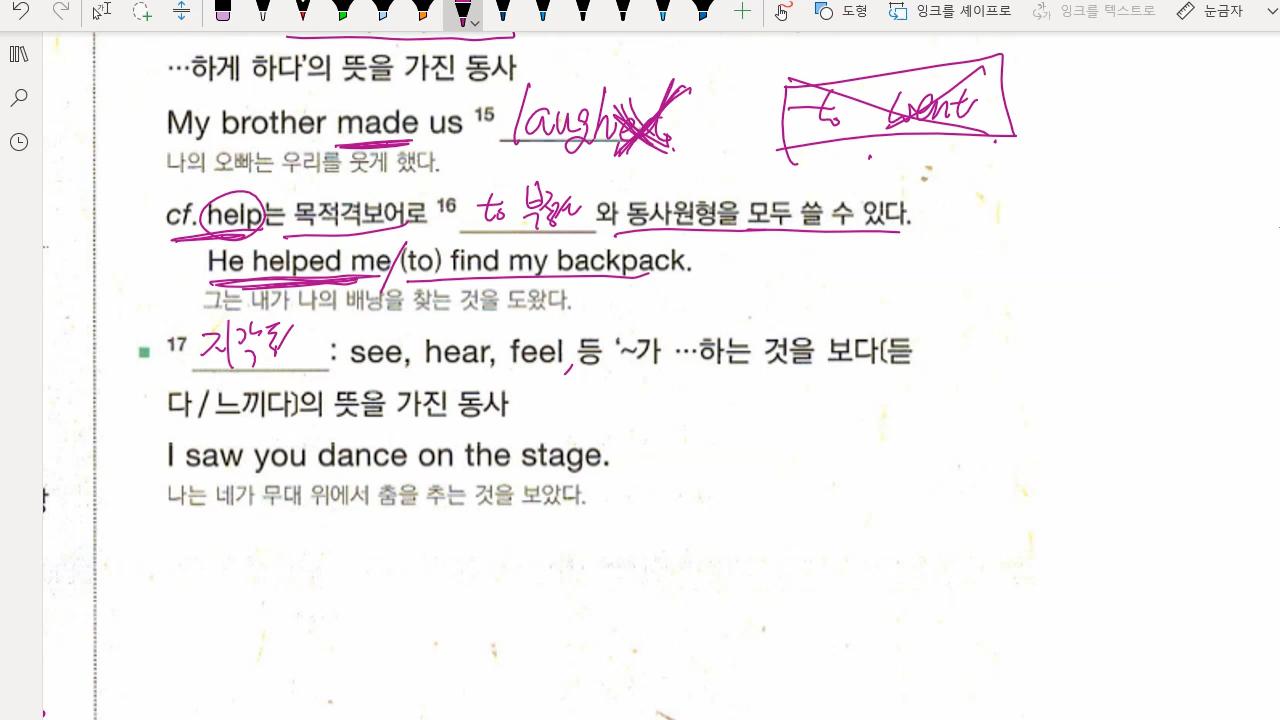 도형 잉크를 셰이프로 잉크를 텍스트로 눈금자
…하게 하다’의 뜻을 가진 동사
My brother made us 15 laugh
to went
나의 오빠는 우리를 웃게 했다.
cf. help는 목적격보어로 16 to 부정사 와 동사원형을 모두 쓸 수 있다.
He helped me / (to) find my backpack.
그는 내가 나의 배낭을 찾는 것을 도왔다.
17 지각동 : see, hear, feel, 등 ‘~가 …하는 것을 보다(듣
다 / 느끼다)의 뜻을 가진 동사
I saw you dance on the stage.
나는 네가 무대 위에서 춤을 추는 것을 보았다.